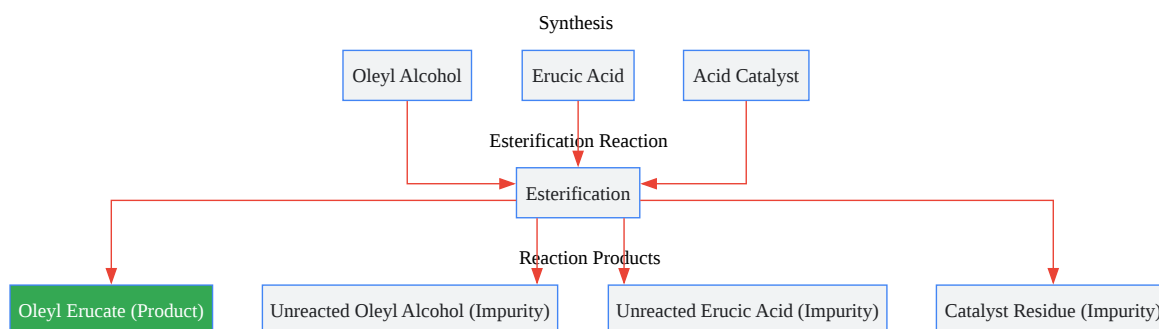 Synthesis
Oleyl Alcohol
Erucic Acid
Acid Catalyst
Esterification Reaction
Esterification
Reaction Products
Oleyl Erucate (Product)
Unreacted Oleyl Alcohol (Impurity)
Unreacted Erucic Acid (Impurity)
Catalyst Residue (Impurity)